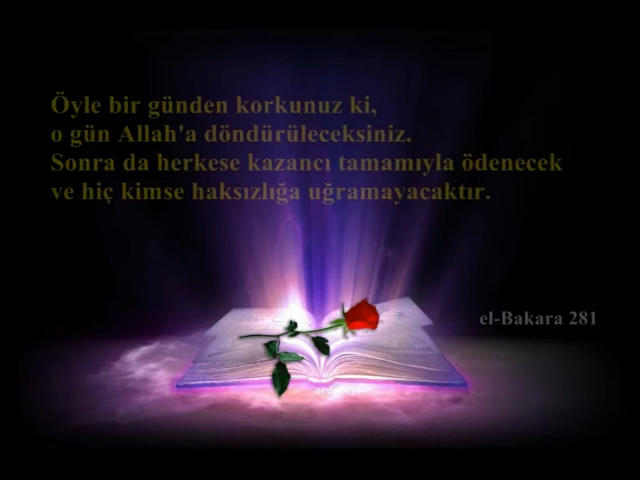 Öyle bir günden korkunuz ki,
o gün Allah'a döndürüleceksiniz.
Sonra da herkese kazancı tamamıyla ödenecek
ve hiç kimse haksızlığa uğramayacaktır.
el-Bakara 281